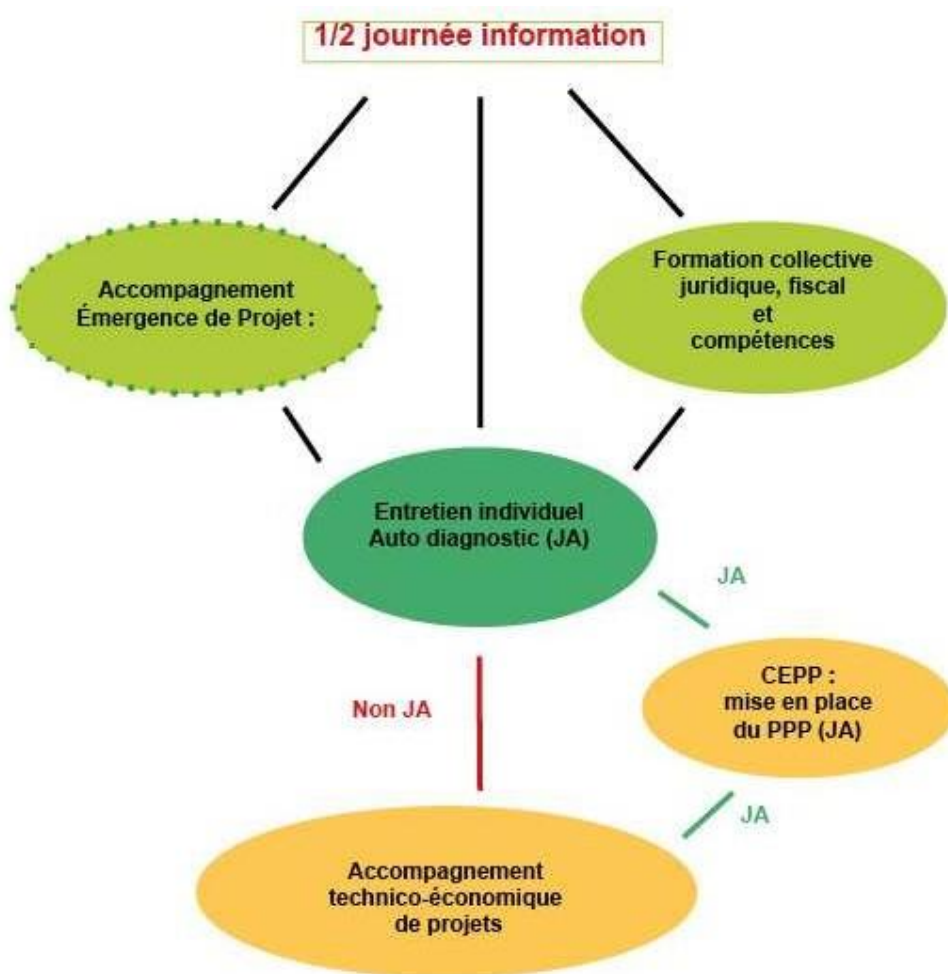 1/2 journée information
Accompagnement
Émergence de Projet :
Formation collective
juridique, fiscal
et
compétences
Entretien individuel
Auto diagnostic (JA)
JA
Non JA
CEPP :
mise en place
du PPP (JA)
JA
Accompagnement
technico-économique
de projets